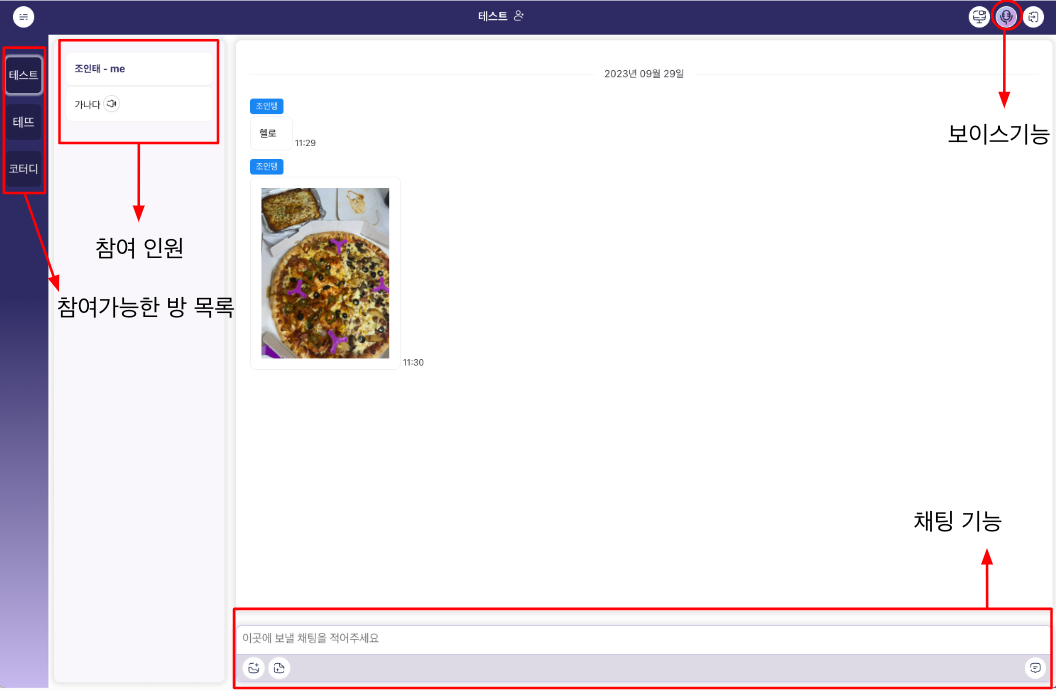 테스트
테스트
테뜨
코터디
조인태 - me
가나다
2023년 09월 29일
조인탱
헬로
11:29
조인탱
11:30
보이스기능
참여 인원
참여가능한 방 목록
채팅 기능
이곳에 보낼 채팅을 적어주세요